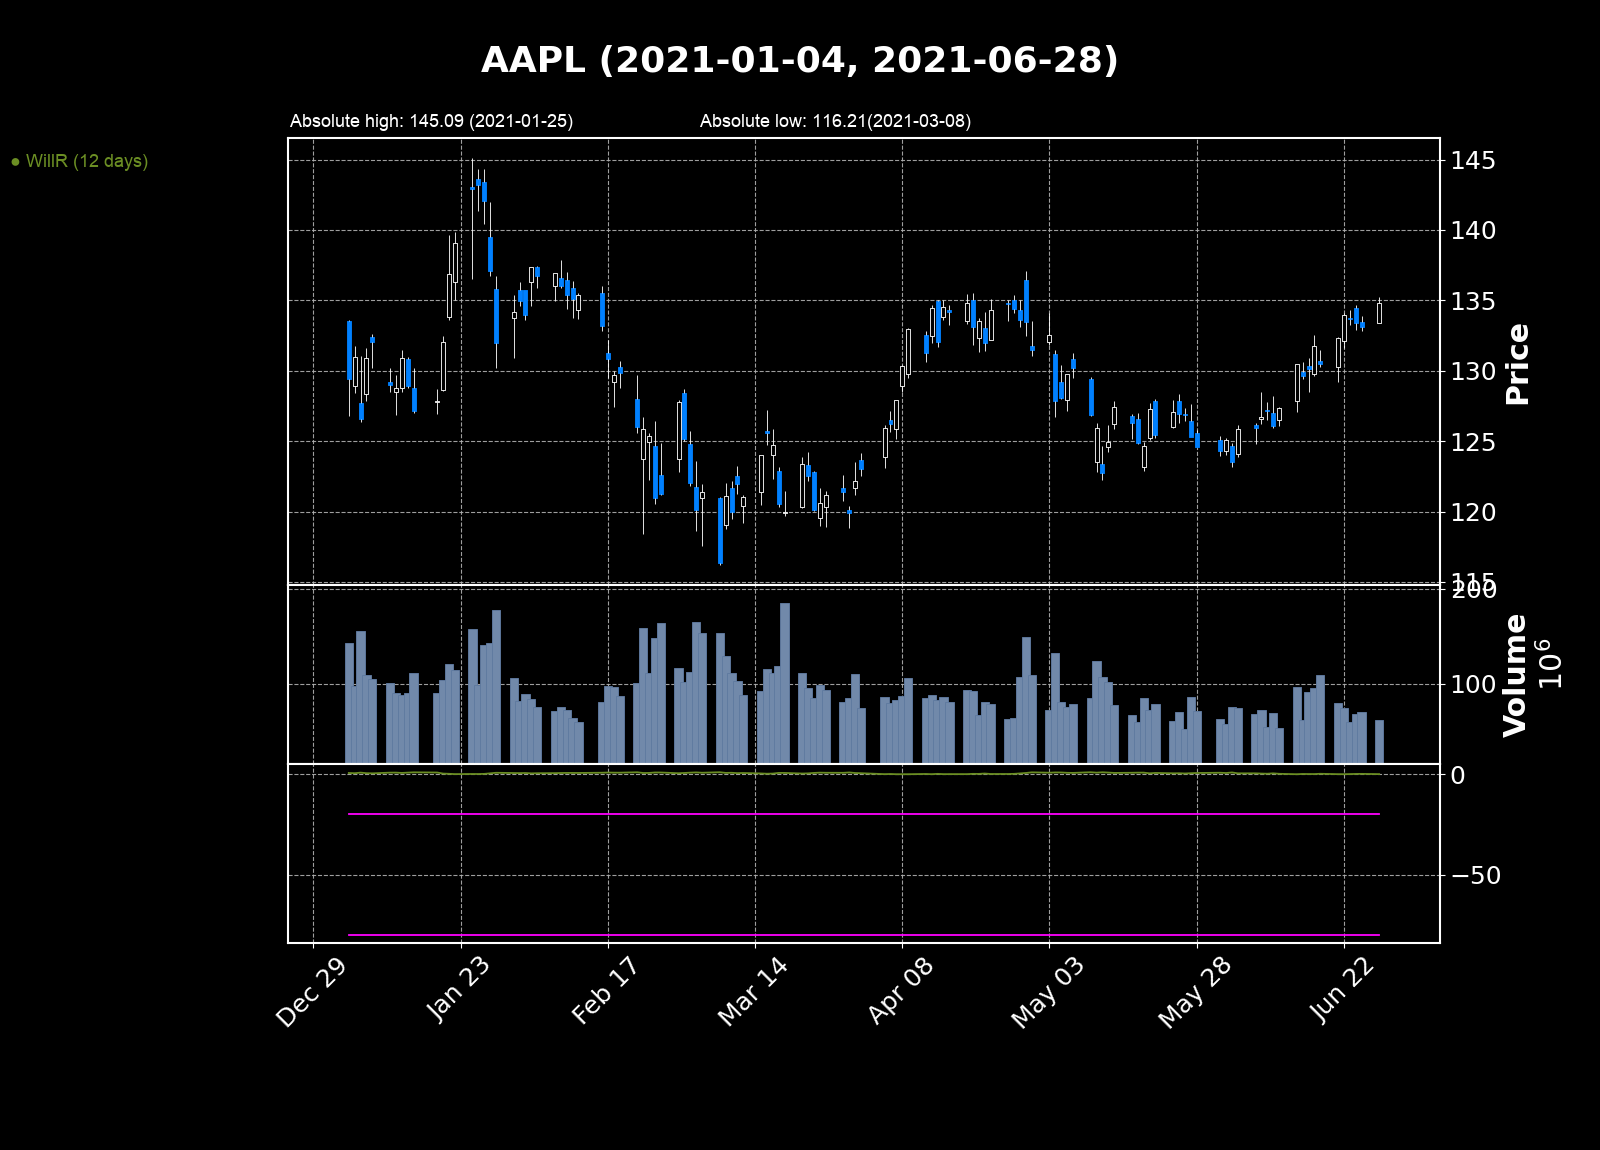 AAPL (2021-01-04, 2021-06-28)
Absolute high: 145.09 (2021-01-25)
Absolute low: 116.21(2021-03-08)
● WillR (12 days)
145
140
135
130
125
120
115
Price
200
100
Volume
10⁶
0
−50
Dec 29
Jan 23
Feb 17
Mar 14
Apr 08
May 03
May 28
Jun 22